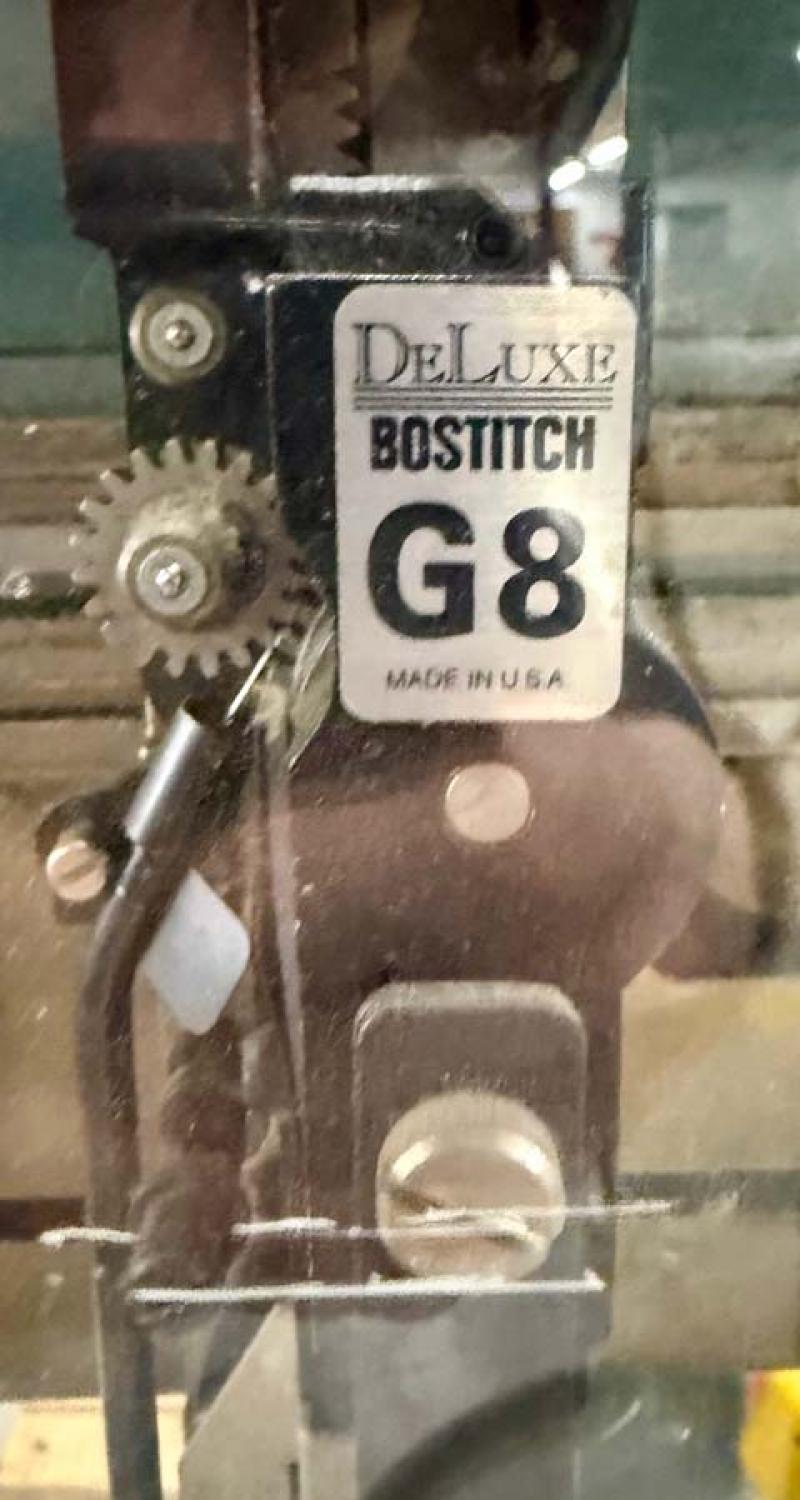 DELUXE
BOSTITCH
G8
MADE IN U.S.A.